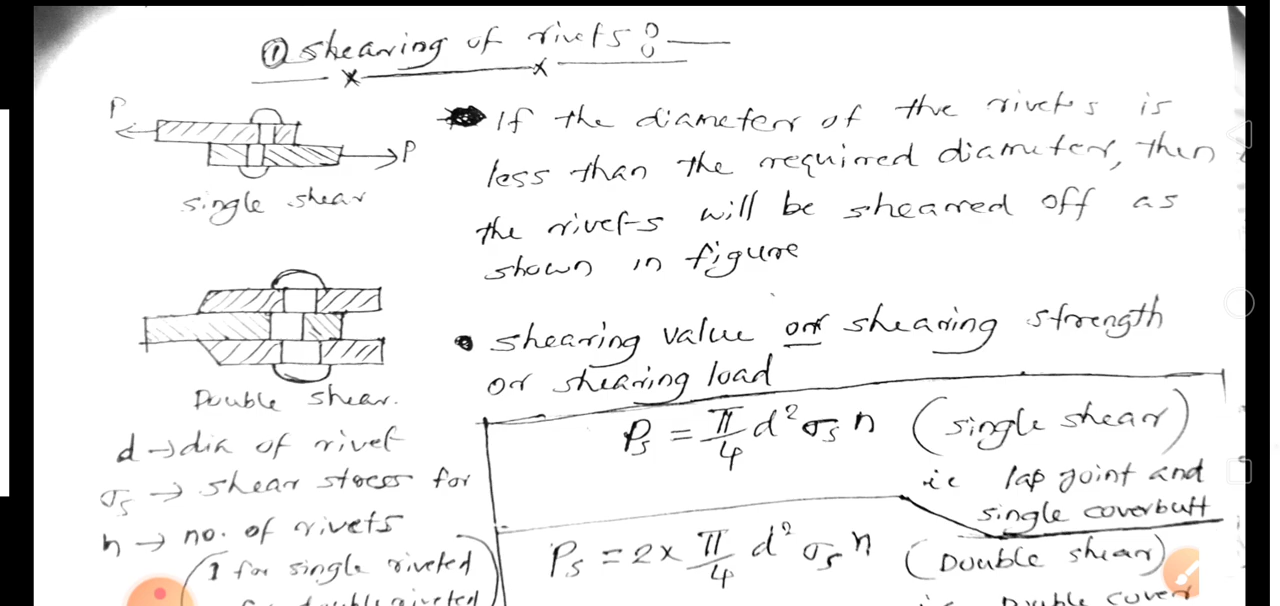 ① shearing of rivets :—
P
P
single shear
If the diameter of the rivets is
less than the required diameter, then
the rivets will be sheared off as
shown in figure
shearing value or shearing strength
or shearing load
Double shear.
d → dia of rivet
σs → shear stress for
n → no. of rivets
(1 for single riveted
Ps = π/4 d² σs n (single shear)
i.e lap joint and
single coverbutt
Ps = 2 x π/4 d² σs n (Double shear)